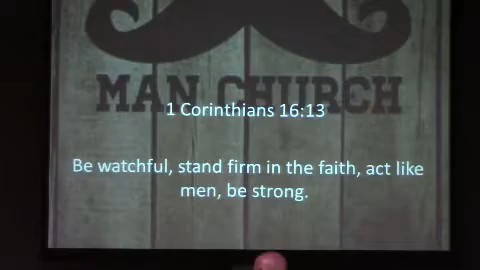 MAN CHURCH
1 Corinthians 16:13
Be watchful, stand firm in the faith, act like
men, be strong.